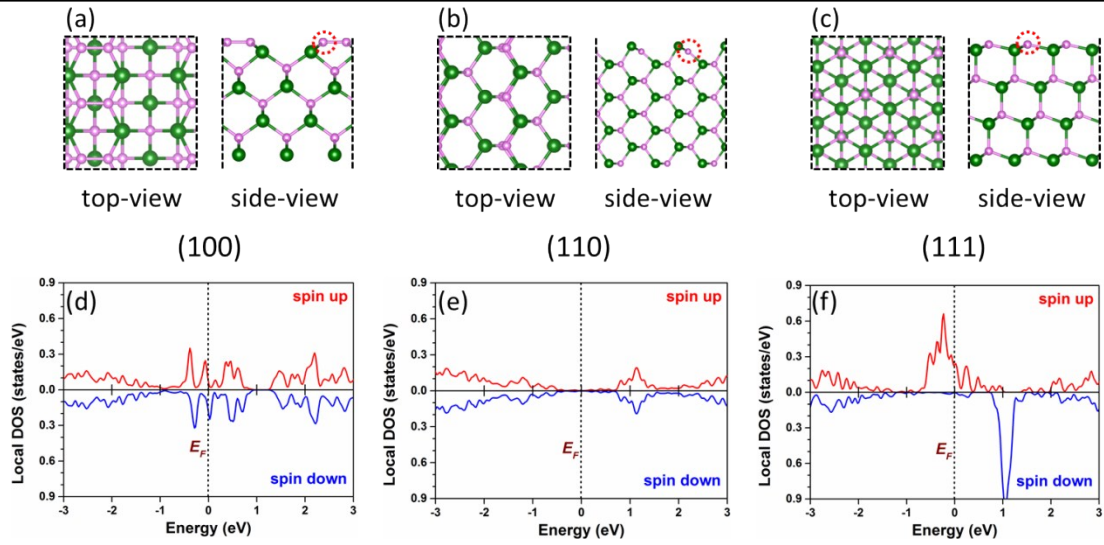 (a) (b) (c)
top-view side-view top-view side-view top-view side-view
(100) (110) (111)
(d) spin up (e) spin up (f) spin up
0.9 0.9 0.9
0.6 0.6 0.6
0.3 0.3 0.3
0.0 0.0 0.0
0.3 0.3 0.3
0.6 0.6 0.6
0.9 0.9 0.9
Local DOS (states/eV) Local DOS (states/eV) Local DOS (states/eV)
E_F E_F E_F
spin down spin down spin down
-3 -2 -1 0 1 2 3 -3 -2 -1 0 1 2 3 -3 -2 -1 0 1 2 3
Energy (eV) Energy (eV) Energy (eV)